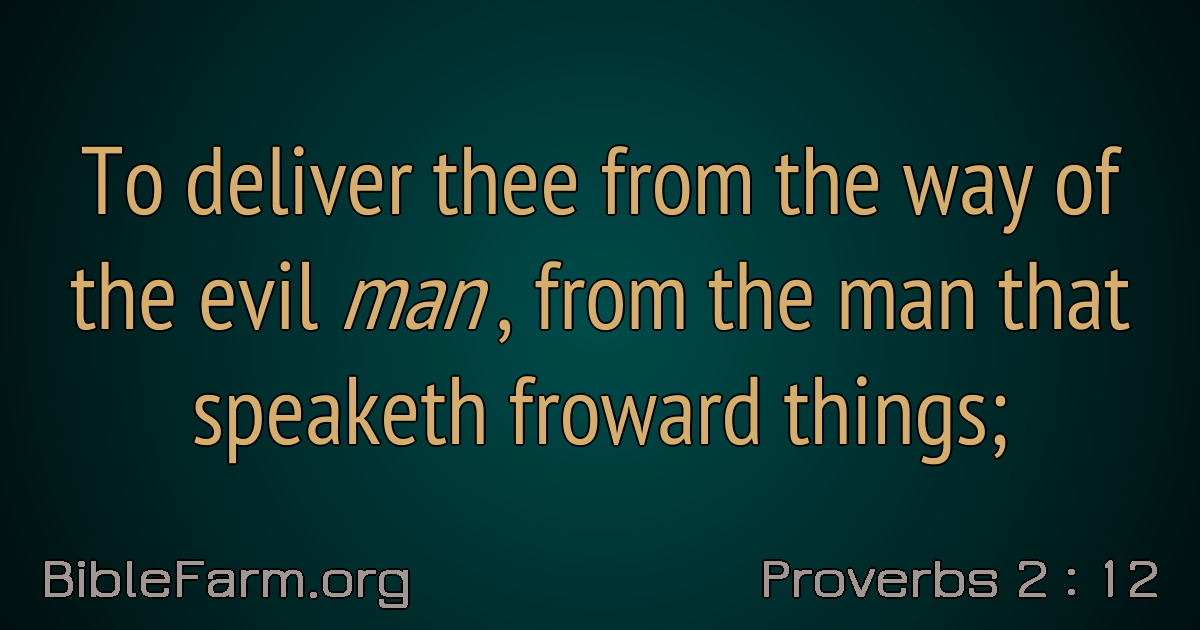 To deliver thee from the way of
the evil man, from the man that
speaketh froward things;
BibleFarm.org
Proverbs 2 : 12